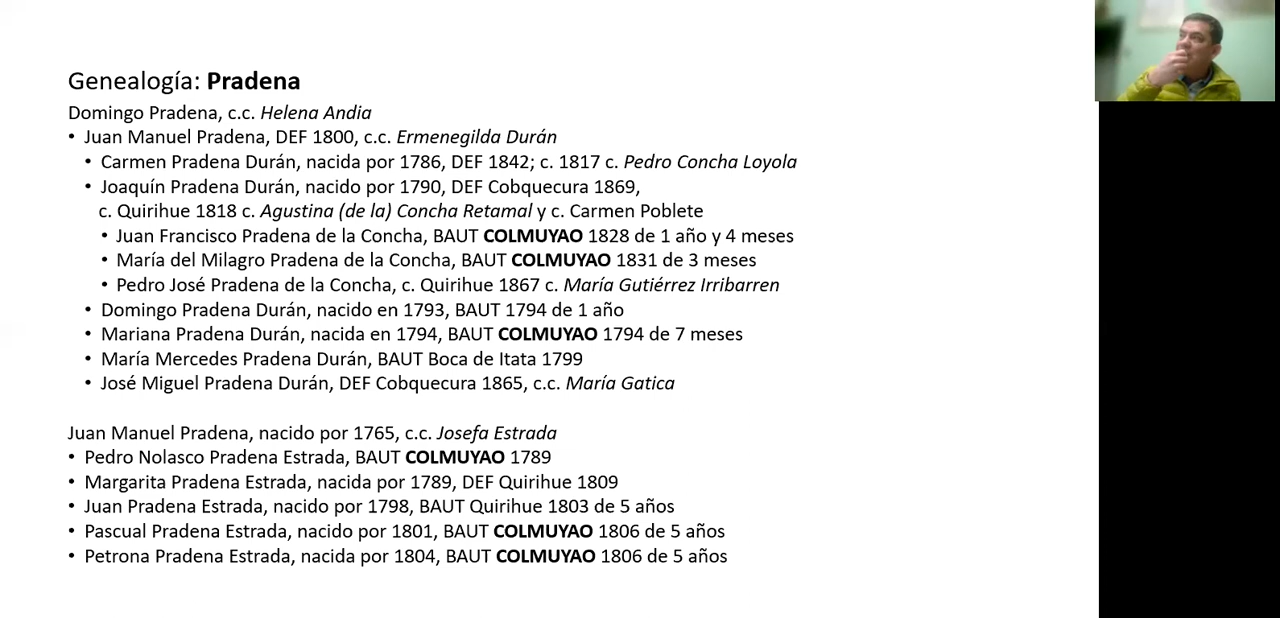 Genealogía: Pradena
Domingo Pradena, c.c. Helena Andia
• Juan Manuel Pradena, DEF 1800, c.c. Ermenegilda Durán
• Carmen Pradena Durán, nacida por 1786, DEF 1842; c. 1817 c. Pedro Concha Loyola
• Joaquín Pradena Durán, nacido por 1790, DEF Cobquecura 1869,
c. Quirihue 1818 c. Agustina (de la) Concha Retamal y c. Carmen Poblete
• Juan Francisco Pradena de la Concha, BAUT COLMUYAO 1828 de 1 año y 4 meses
• María del Milagro Pradena de la Concha, BAUT COLMUYAO 1831 de 3 meses
• Pedro José Pradena de la Concha, c. Quirihue 1867 c. María Gutiérrez Irribarren
• Domingo Pradena Durán, nacido en 1793, BAUT 1794 de 1 año
• Mariana Pradena Durán, nacida en 1794, BAUT COLMUYAO 1794 de 7 meses
• María Mercedes Pradena Durán, BAUT Boca de Itata 1799
• José Miguel Pradena Durán, DEF Cobquecura 1865, c.c. María Gatica
Juan Manuel Pradena, nacido por 1765, c.c. Josefa Estrada
• Pedro Nolasco Pradena Estrada, BAUT COLMUYAO 1789
• Margarita Pradena Estrada, nacida por 1789, DEF Quirihue 1809
• Juan Pradena Estrada, nacido por 1798, BAUT Quirihue 1803 de 5 años
• Pascual Pradena Estrada, nacido por 1801, BAUT COLMUYAO 1806 de 5 años
• Petrona Pradena Estrada, nacida por 1804, BAUT COLMUYAO 1806 de 5 años